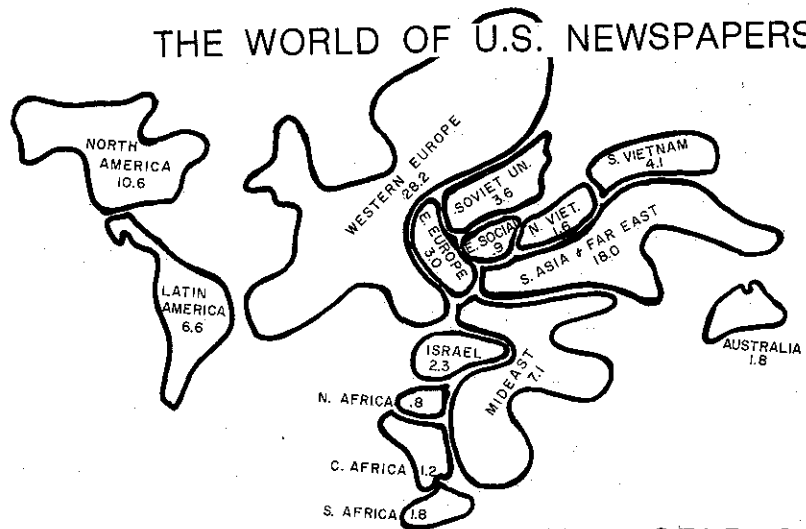 THE WORLD OF U.S. NEWSPAPERS
NORTH
AMERICA
10.6
WESTERN EUROPE
28.2
SOVIET UN.
3.6
S. VIETNAM
4.1
E. EUROPE
3.0
E. SOCIAL
.9
N. VIET.
1.6
S. ASIA & FAR EAST
18.0
LATIN
AMERICA
6.6
ISRAEL
2.3
MIDEAST
7.1
AUSTRALIA
1.8
N. AFRICA .8
C. AFRICA 1.2
S. AFRICA 1.8